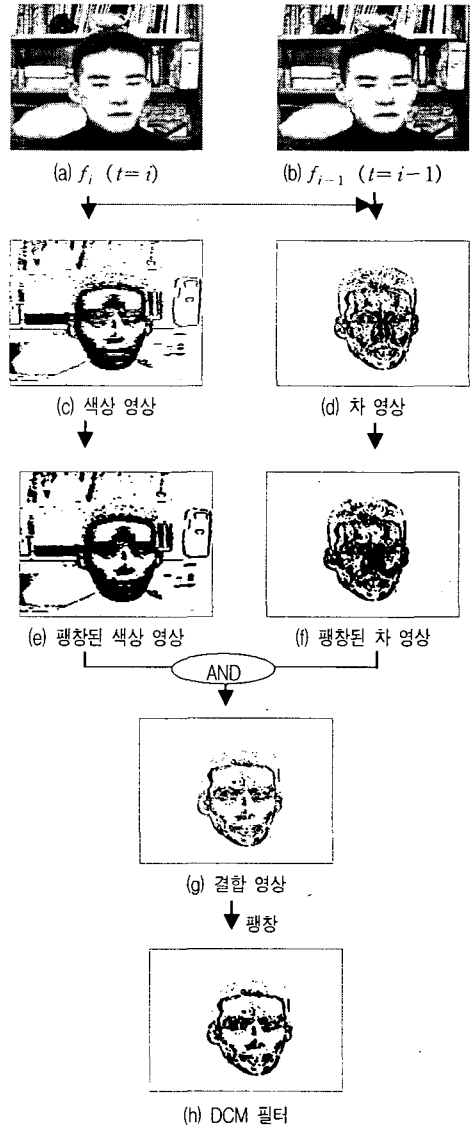 (a) f_i (t=i)
(b) f_{i-1} (t=i-1)
(c) 색상 영상
(d) 차 영상
(e) 팽창된 색상 영상
(f) 팽창된 차 영상
AND
(g) 결합 영상
팽창
(h) DCM 필터